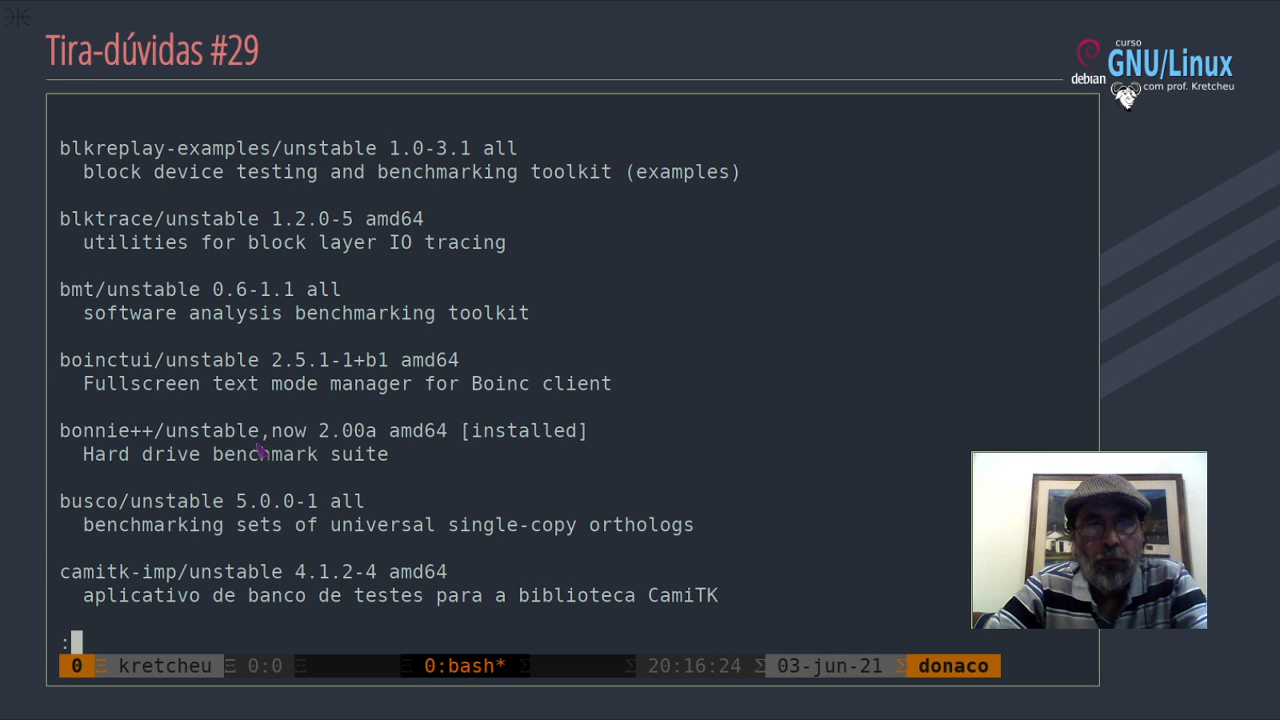 Tira-dúvidas #29
curso
GNU/Linux
debian
com prof. Kretcheu
blkreplay-examples/unstable 1.0-3.1 all
block device testing and benchmarking toolkit (examples)
blktrace/unstable 1.2.0-5 amd64
utilities for block layer IO tracing
bmt/unstable 0.6-1.1 all
software analysis benchmarking toolkit
boinctui/unstable 2.5.1-1+b1 amd64
Fullscreen text mode manager for Boinc client
bonnie++/unstable,now 2.00a amd64 [installed]
Hard drive benchmark suite
busco/unstable 5.0.0-1 all
benchmarking sets of universal single-copy orthologs
camitk-imp/unstable 4.1.2-4 amd64
aplicativo de banco de testes para a biblioteca CamiTK
:
0 Ξ kretcheu Ξ 0:0 Ξ 0:bash* Σ Σ 20:16:24 Σ 03-jun-21 Σ donaco